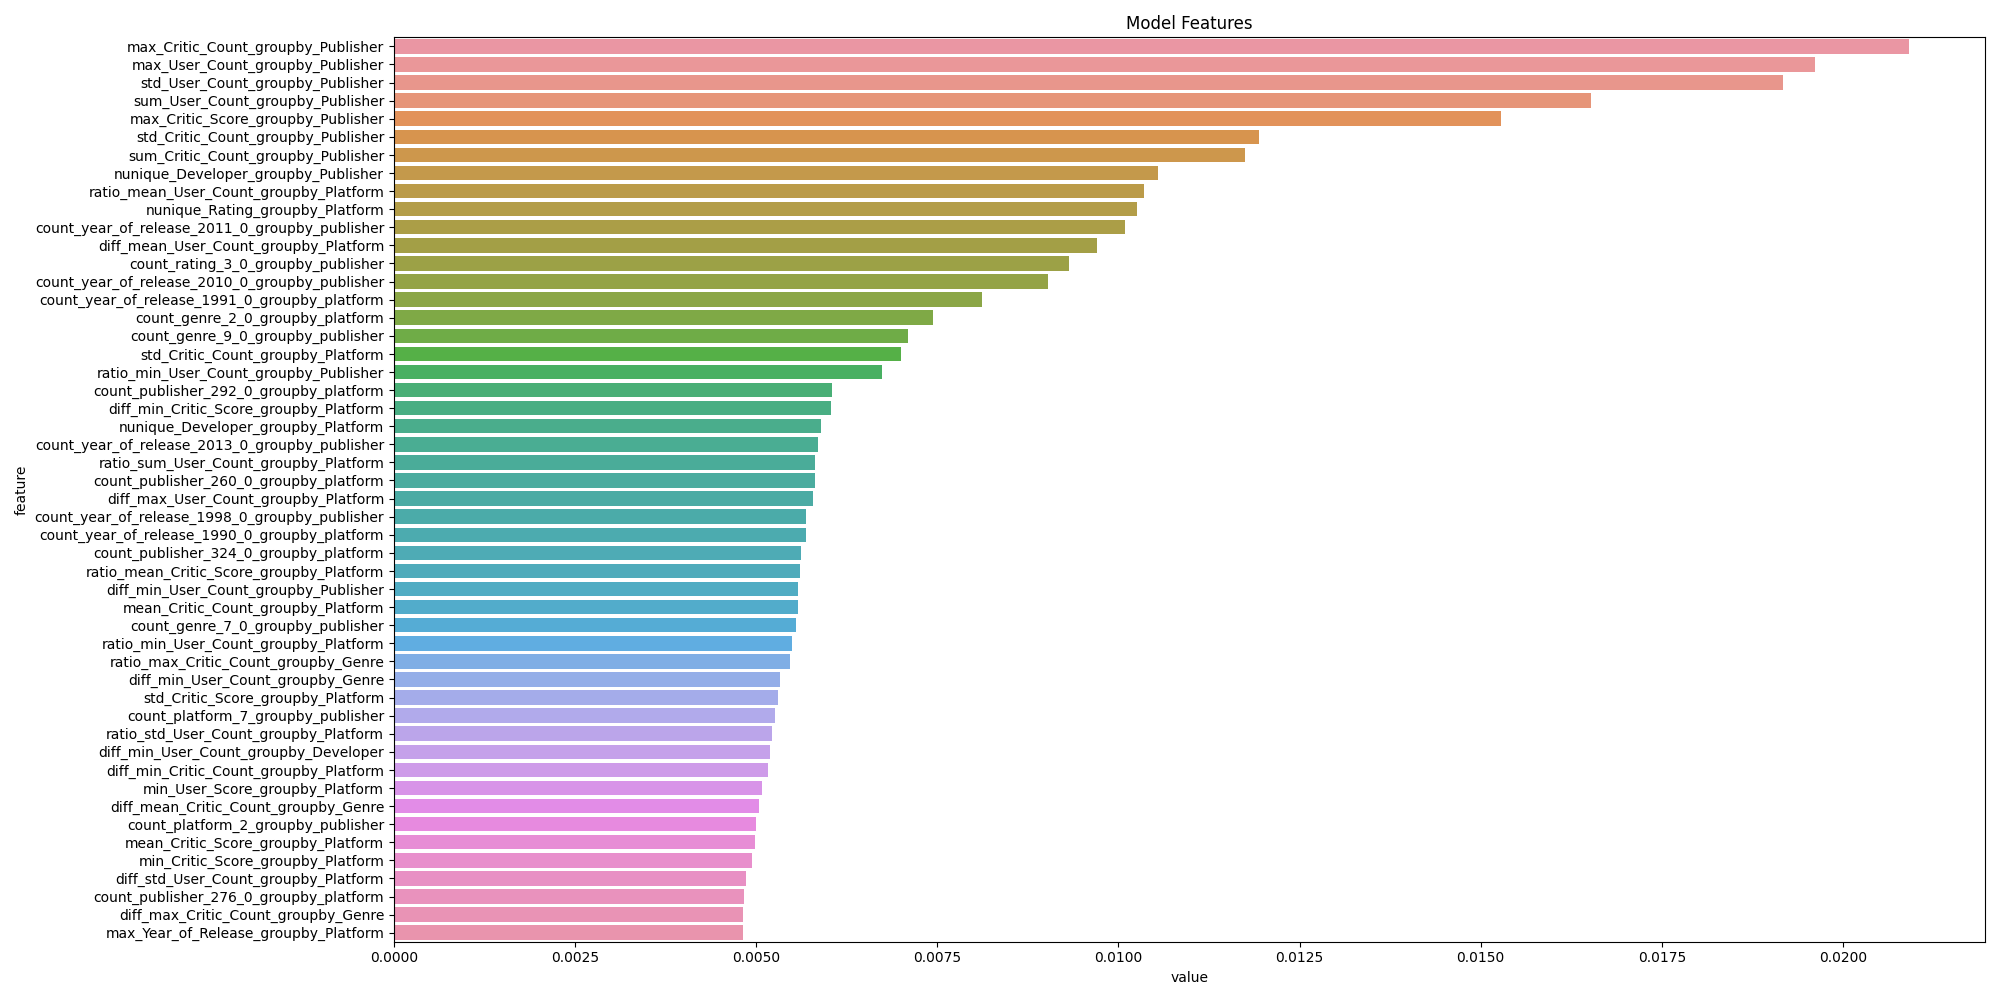 Model Features
max_Critic_Count_groupby_Publisher
max_User_Count_groupby_Publisher
std_User_Count_groupby_Publisher
sum_User_Count_groupby_Publisher
max_Critic_Score_groupby_Publisher
std_Critic_Count_groupby_Publisher
sum_Critic_Count_groupby_Publisher
nunique_Developer_groupby_Publisher
ratio_mean_User_Count_groupby_Platform
nunique_Rating_groupby_Platform
count_year_of_release_2011_0_groupby_publisher
diff_mean_User_Count_groupby_Platform
count_rating_3_0_groupby_publisher
count_year_of_release_2010_0_groupby_publisher
count_year_of_release_1991_0_groupby_platform
count_genre_2_0_groupby_platform
count_genre_9_0_groupby_publisher
std_Critic_Count_groupby_Platform
ratio_min_User_Count_groupby_Publisher
count_publisher_292_0_groupby_platform
diff_min_Critic_Score_groupby_Platform
nunique_Developer_groupby_Platform
count_year_of_release_2013_0_groupby_publisher
ratio_sum_User_Count_groupby_Platform
count_publisher_260_0_groupby_platform
diff_max_User_Count_groupby_Platform
count_year_of_release_1998_0_groupby_publisher
count_year_of_release_1990_0_groupby_platform
count_publisher_324_0_groupby_platform
ratio_mean_Critic_Score_groupby_Platform
diff_min_User_Count_groupby_Publisher
mean_Critic_Count_groupby_Platform
count_genre_7_0_groupby_publisher
ratio_min_User_Count_groupby_Platform
ratio_max_Critic_Count_groupby_Genre
diff_min_User_Count_groupby_Genre
std_Critic_Score_groupby_Platform
count_platform_7_groupby_publisher
ratio_std_User_Count_groupby_Platform
diff_min_User_Count_groupby_Developer
diff_min_Critic_Count_groupby_Platform
min_User_Score_groupby_Platform
diff_mean_Critic_Count_groupby_Genre
count_platform_2_groupby_publisher
mean_Critic_Score_groupby_Platform
min_Critic_Score_groupby_Platform
diff_std_User_Count_groupby_Platform
count_publisher_276_0_groupby_platform
diff_max_Critic_Count_groupby_Genre
max_Year_of_Release_groupby_Platform
feature
0.0000 0.0025 0.0050 0.0075 0.0100 0.0125 0.0150 0.0175 0.0200
value